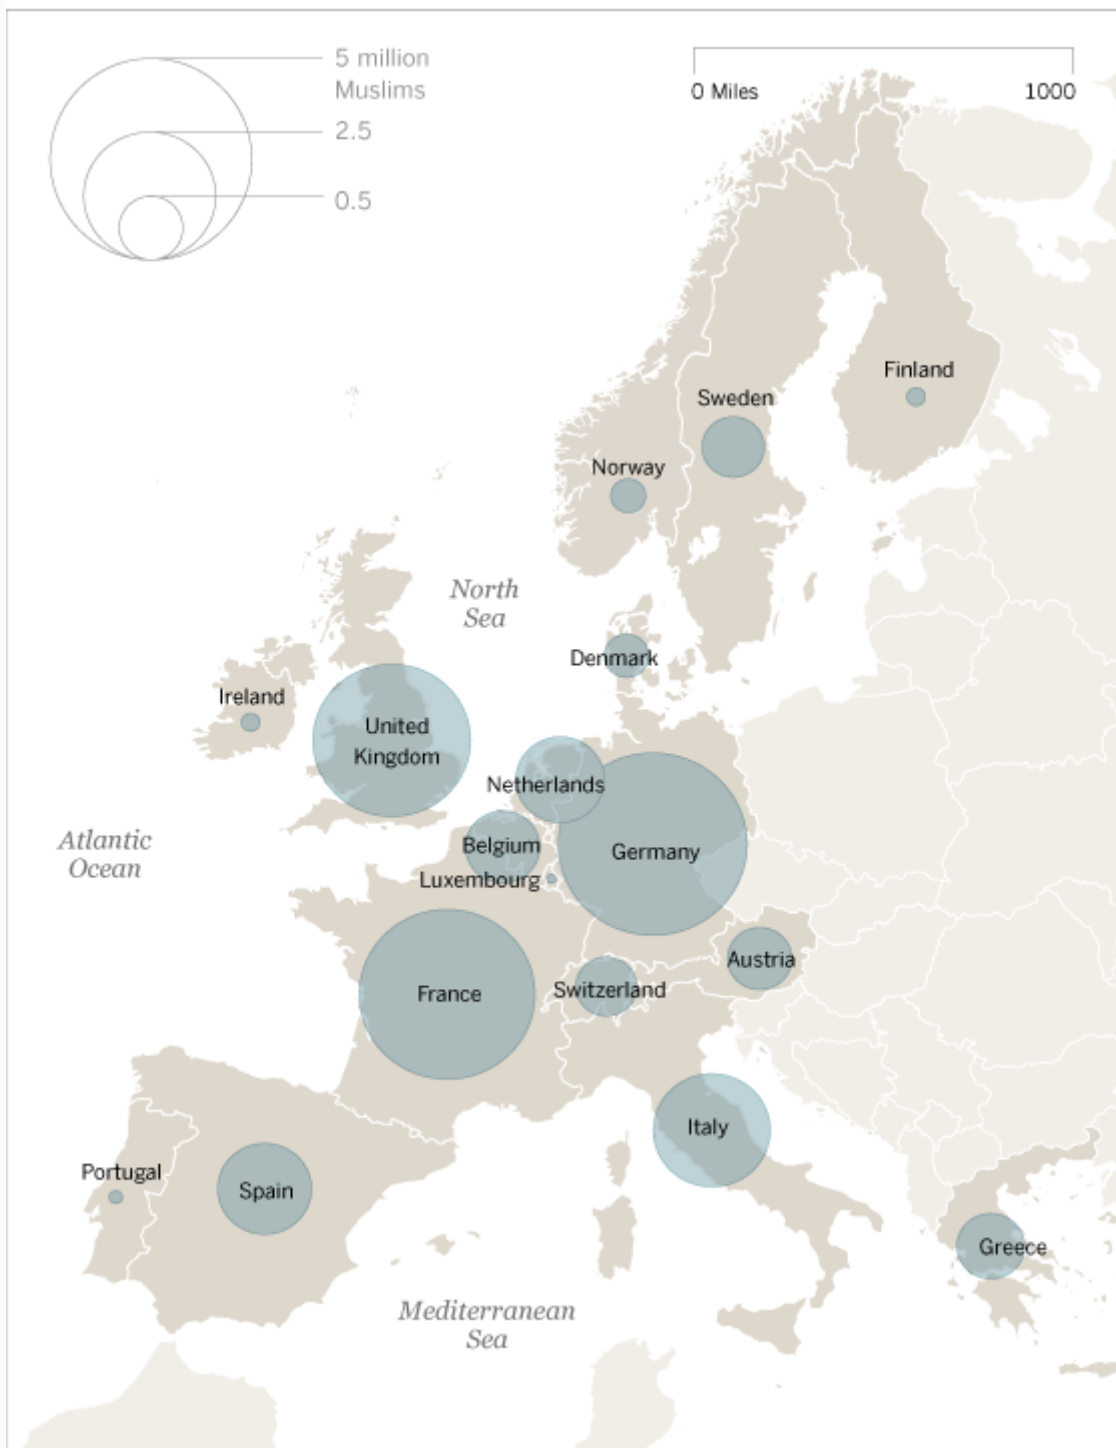 5 million
Muslims
2.5
0.5
0 Miles
1000
Finland
Sweden
Norway
North
Sea
Denmark
Ireland
United
Kingdom
Netherlands
Atlantic
Ocean
Belgium
Germany
Luxembourg
Austria
France
Switzerland
Italy
Portugal
Spain
Greece
Mediterranean
Sea